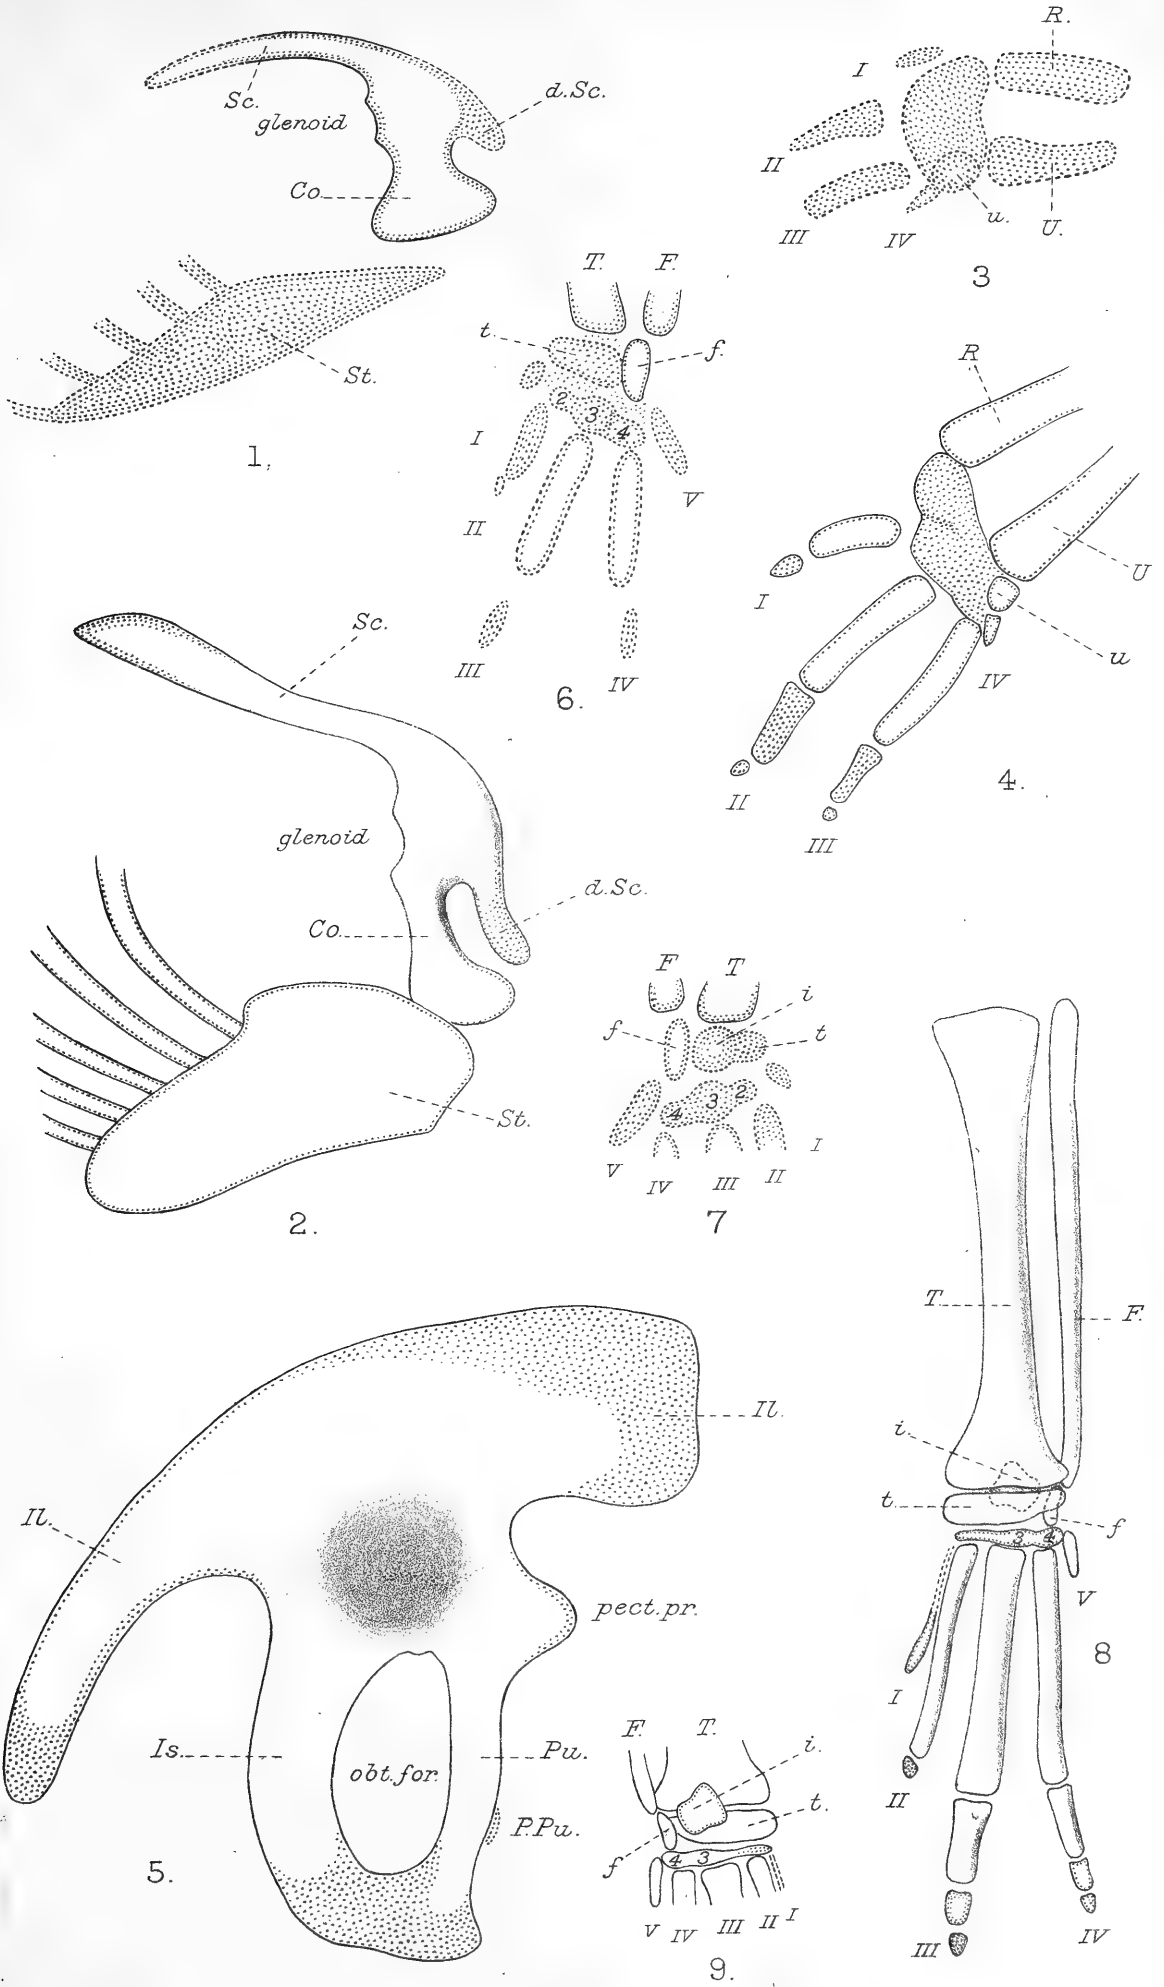 Sc.
glenoid
d.Sc.
Co.
St.
1.
R.
I
II
III
IV
u.
U.
3
T. F.
t.
f.
2
3
4
I
II
V
III
IV
6.
R
U
u
I
IV
II
III
4.
Sc.
glenoid
d.Sc.
Co.
St.
2.
F T
i
f
t
4 3 2
V
IV
III
II
I
7
T.
F.
i.
t.
f
3 4
V
I
II
III
IV
8
Il.
Il.
pect.pr.
Is.
obt.for.
Pu.
P.Pu.
5.
F. T.
i.
t.
f
4 3
V IV III II I
9.